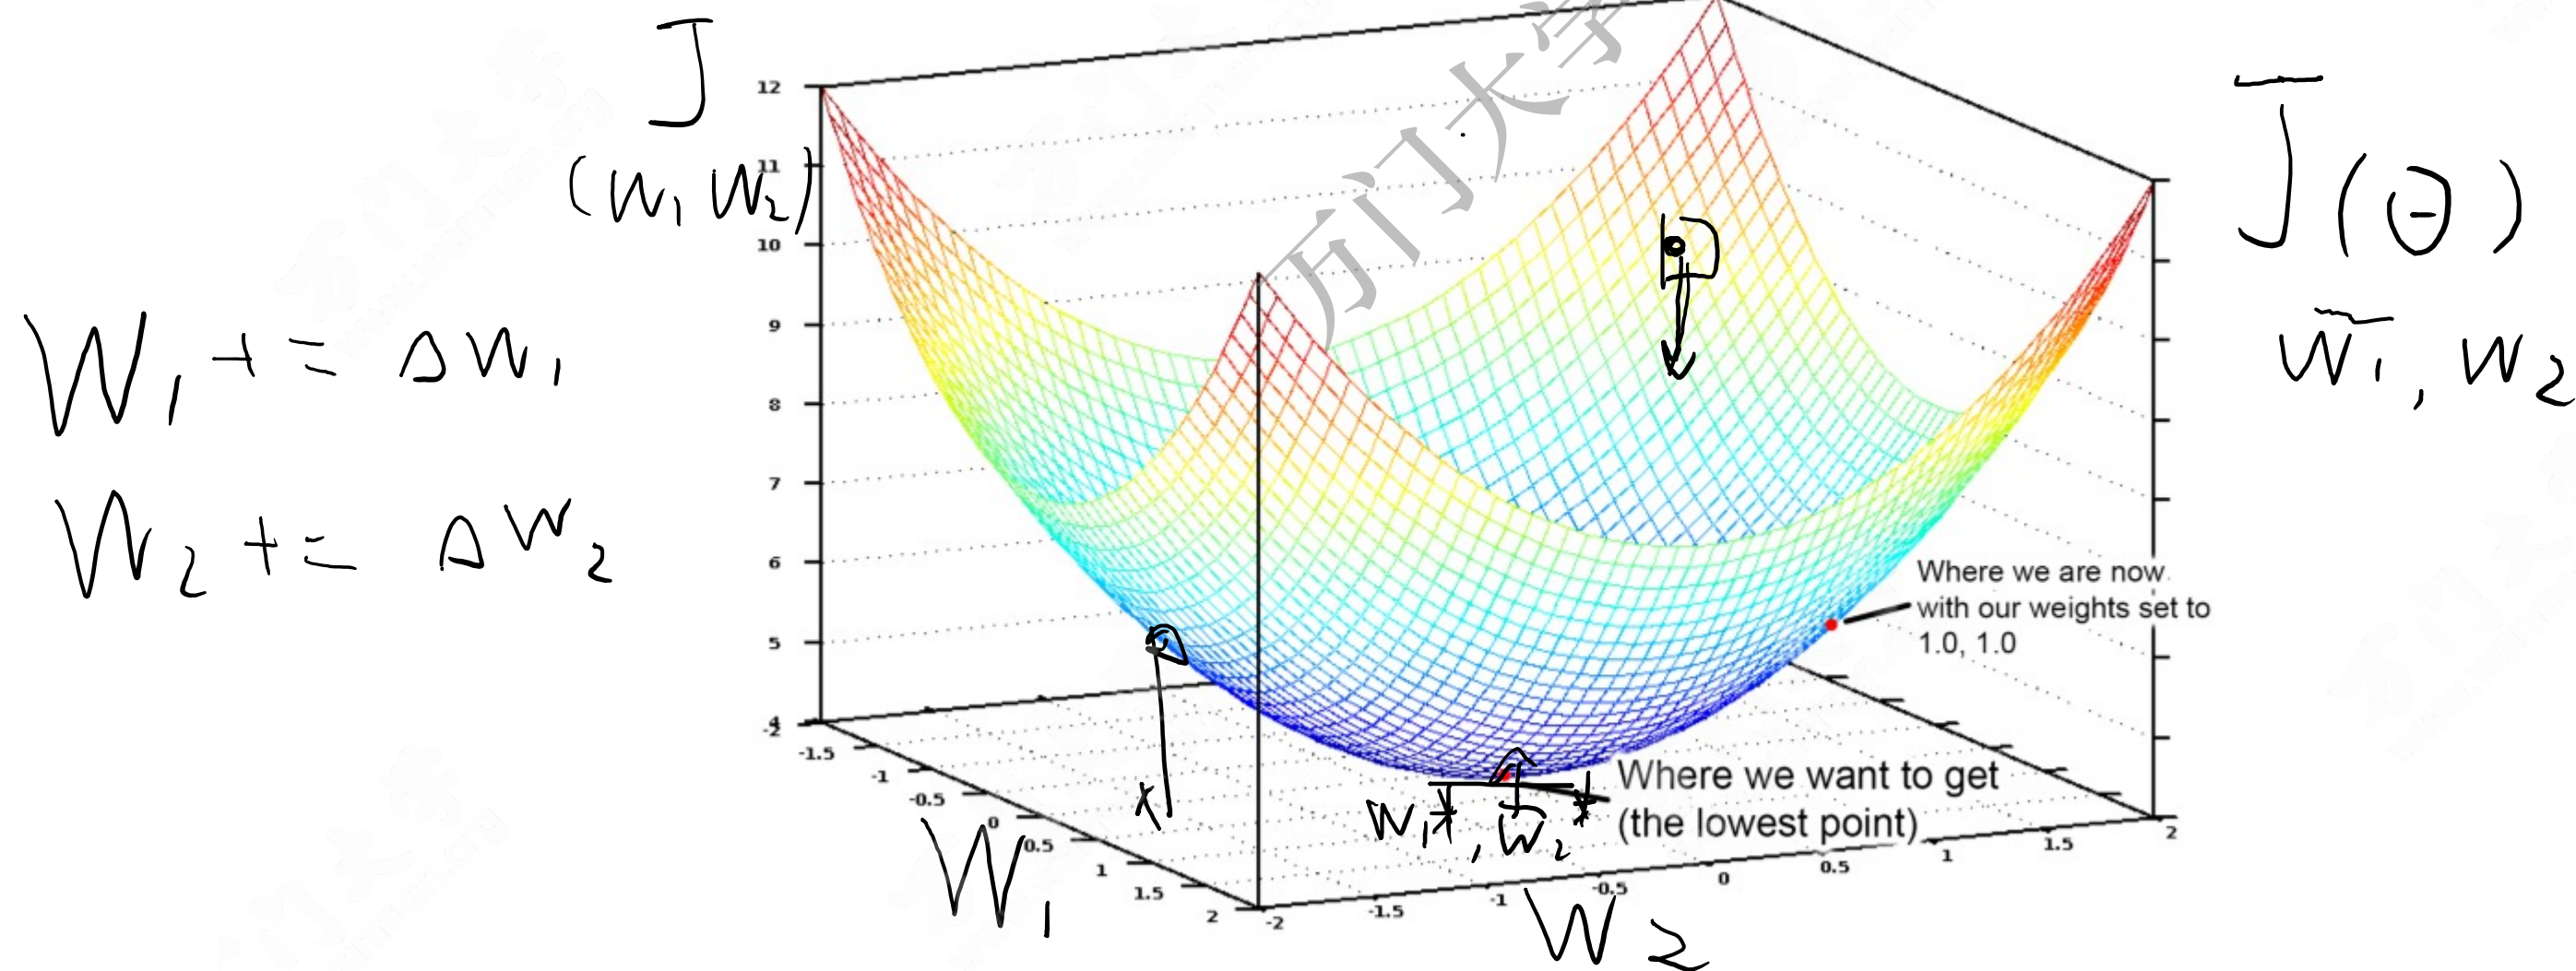 J
(W1 W2)
W1 += ΔW1
W2 += ΔW2
J(θ)
W1, W2
万门大学
12
11
10
9
8
7
6
5
4
-2
-1.5
-1
-0.5
0
0.5
1
1.5
2
W1
-2
-1.5
-1
-0.5
0
0.5
1
1.5
2
W2
x
W1*, W2*
Where we are now
with our weights set to
1.0, 1.0
Where we want to get
(the lowest point)